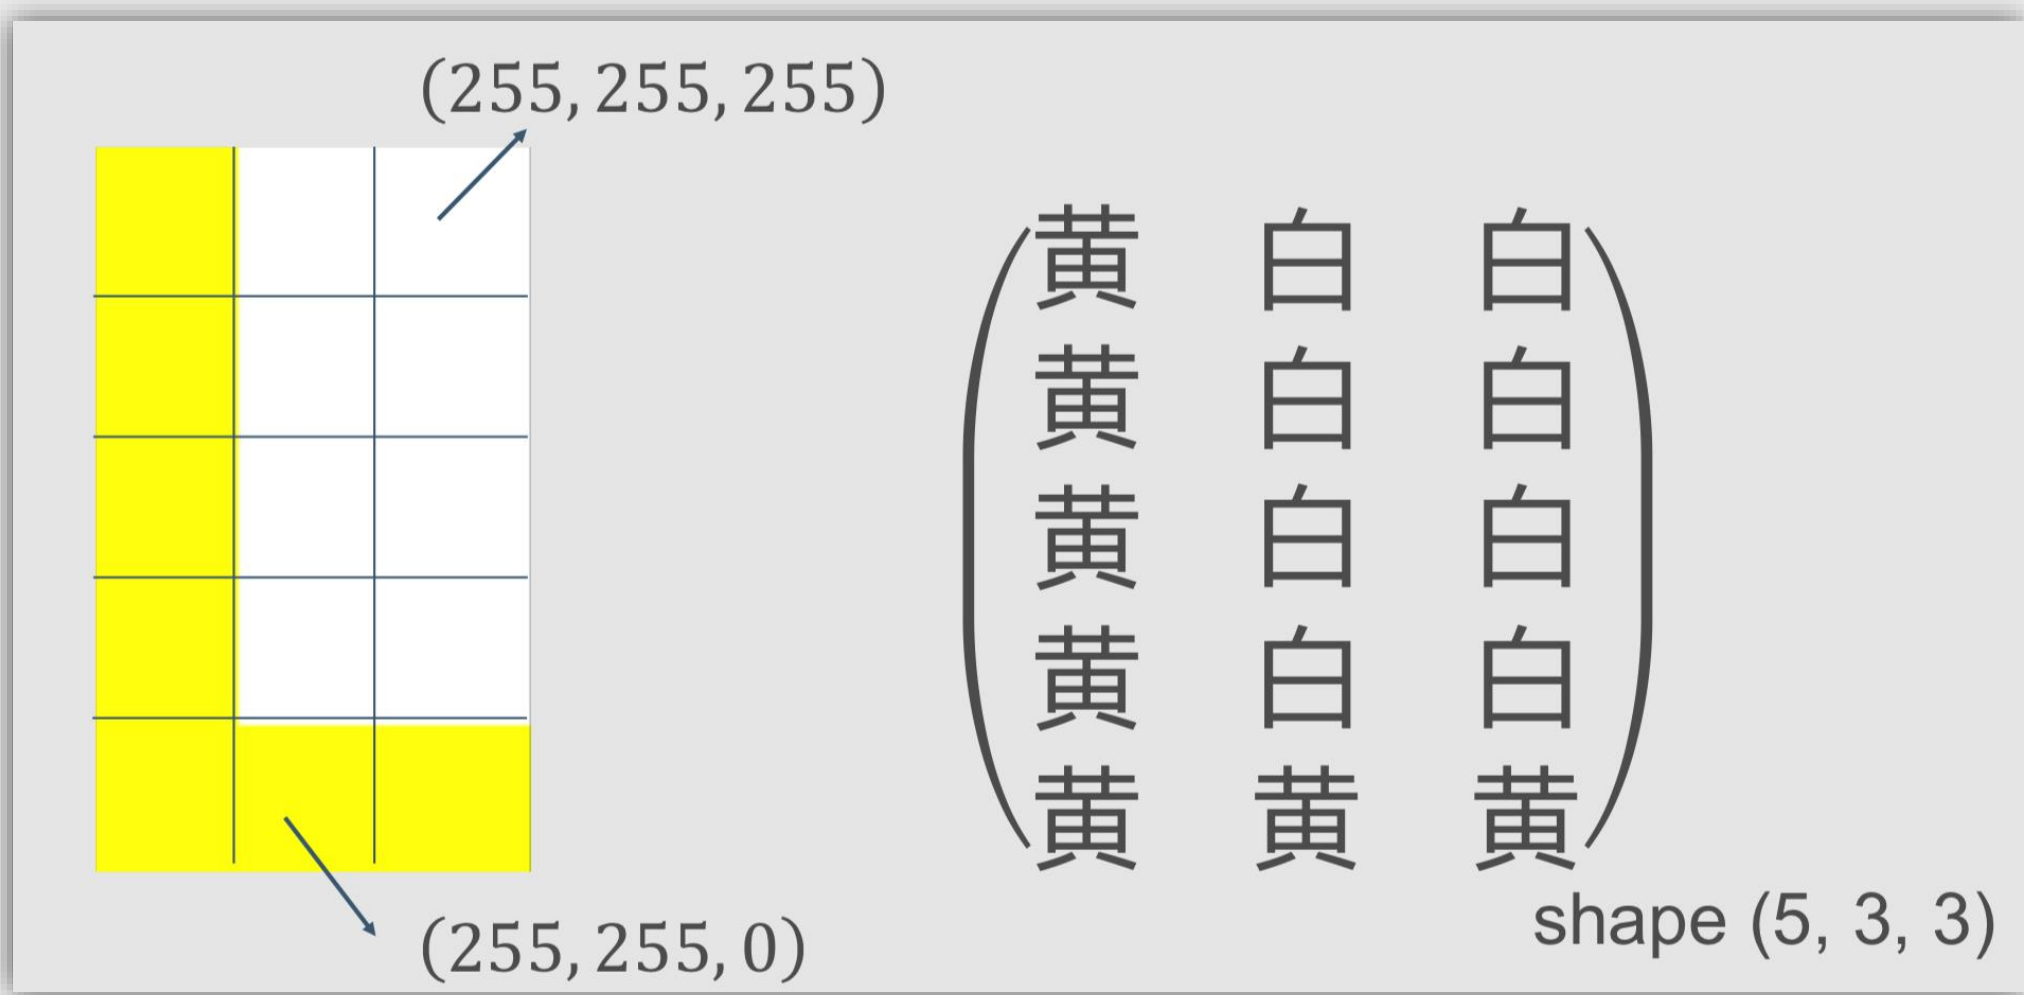 (255, 255, 255)
黄 白 白
黄 白 白
黄 白 白
黄 白 白
黄 黄 黄
shape (5, 3, 3)
(255, 255, 0)